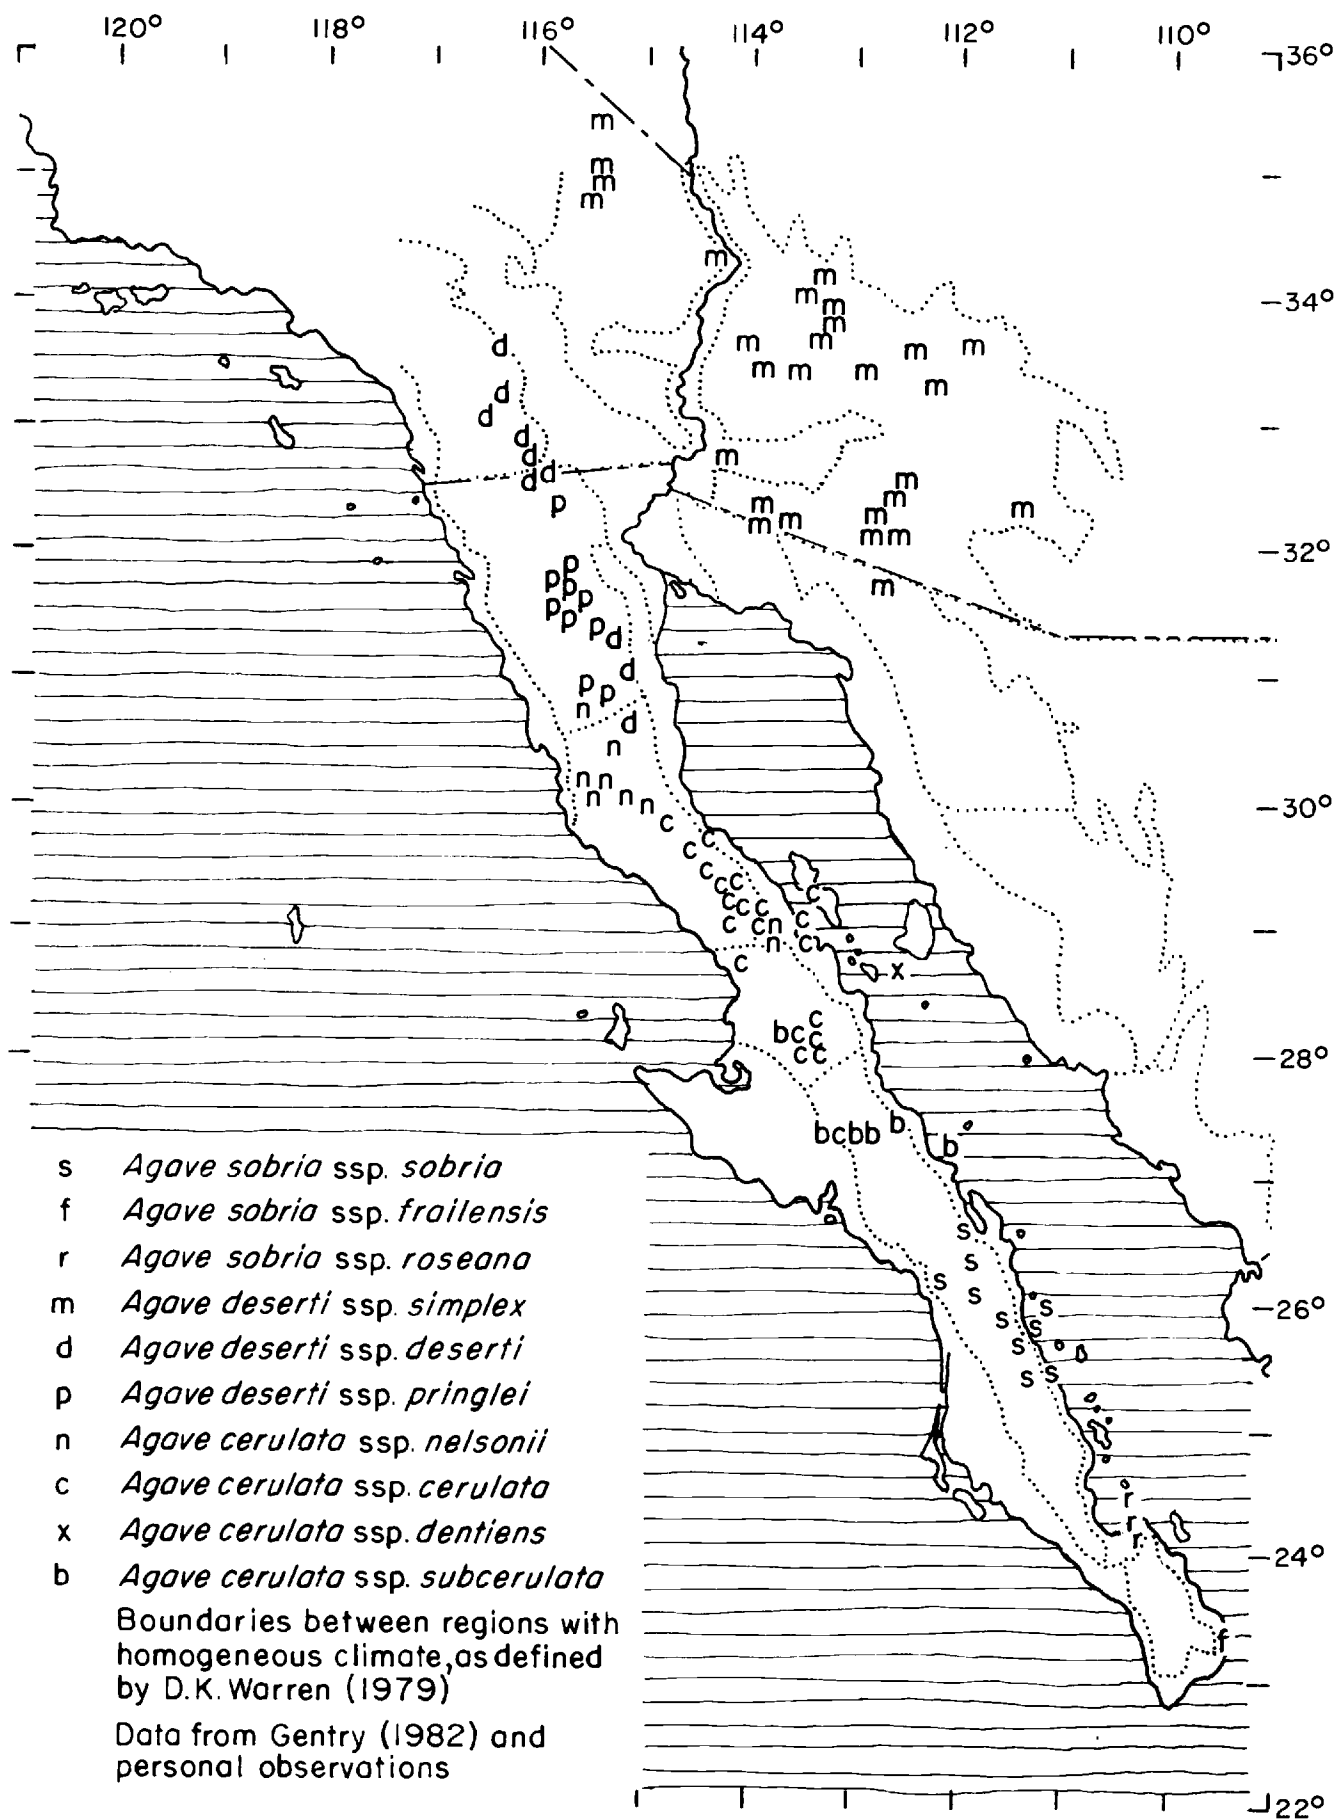 120° 118° 116° 114° 112° 110°
36°
m
m
m
m
m
m
m
m
34°
m
m
m
m
m
m
m
d
m
m
m
m
m
d
d
d
m
d
d
d
m
m
p
m
m
m
m
m
m
m
m
32°
p
p
p
m
p
p
p
p
d
d
p
p
n
d
n
n
n
n
n
n
30°
c
c
c
c
c
c
c
c
c
c
c
c
c
c
n
n
c
c
x
c
b
c
c
c
c
c
28°
b
bcbb
b
s
s
s
s
26°
s
s
s
s
s
s
r
r
r
24°
f
22°
s Agave sobria ssp. sobria
f Agave sobria ssp. frailensis
r Agave sobria ssp. roseana
m Agave deserti ssp. simplex
d Agave deserti ssp. deserti
p Agave deserti ssp. pringlei
n Agave cerulata ssp. nelsonii
c Agave cerulata ssp. cerulata
x Agave cerulata ssp. dentiens
b Agave cerulata ssp. subcerulata
Boundaries between regions with
homogeneous climate, as defined
by D.K. Warren (1979)
Data from Gentry (1982) and
personal observations